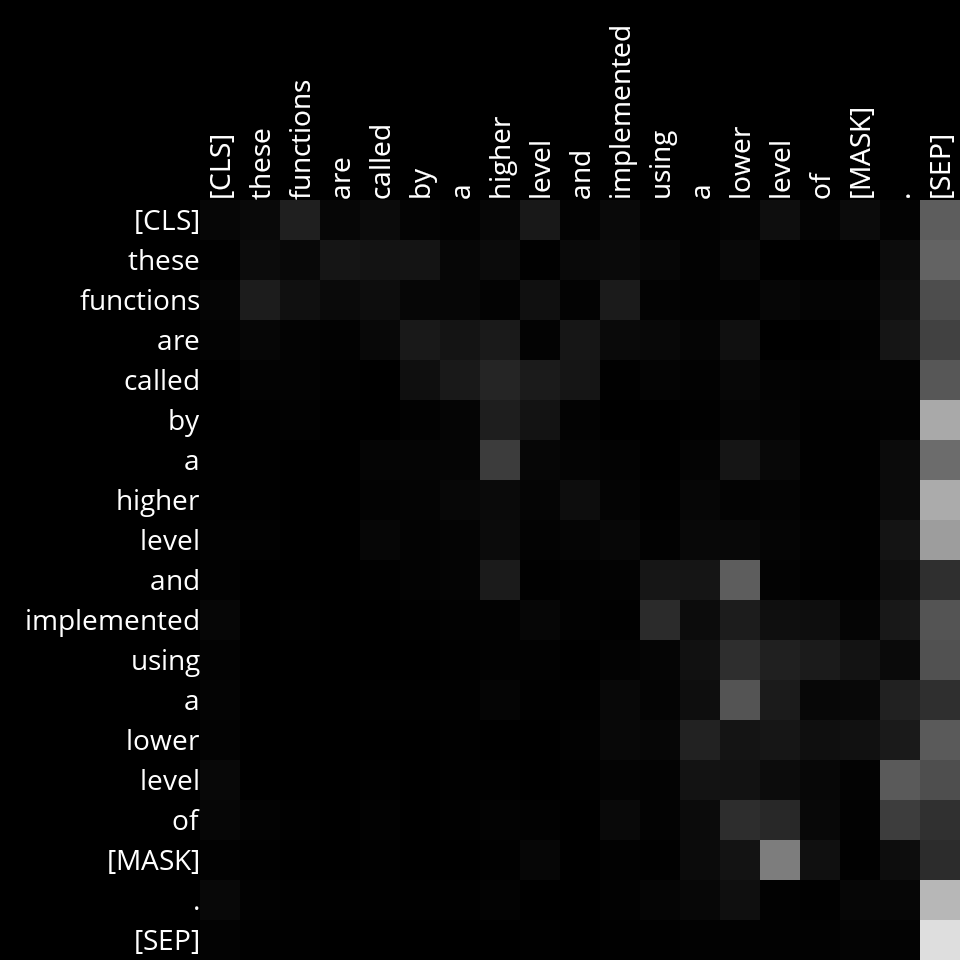 [CLS] these functions are called by a higher level and implemented using a lower level of [MASK] . [SEP]
[CLS]
these
functions
are
called
by
a
higher
level
and
implemented
using
a
lower
level
of
[MASK]
.
[SEP]